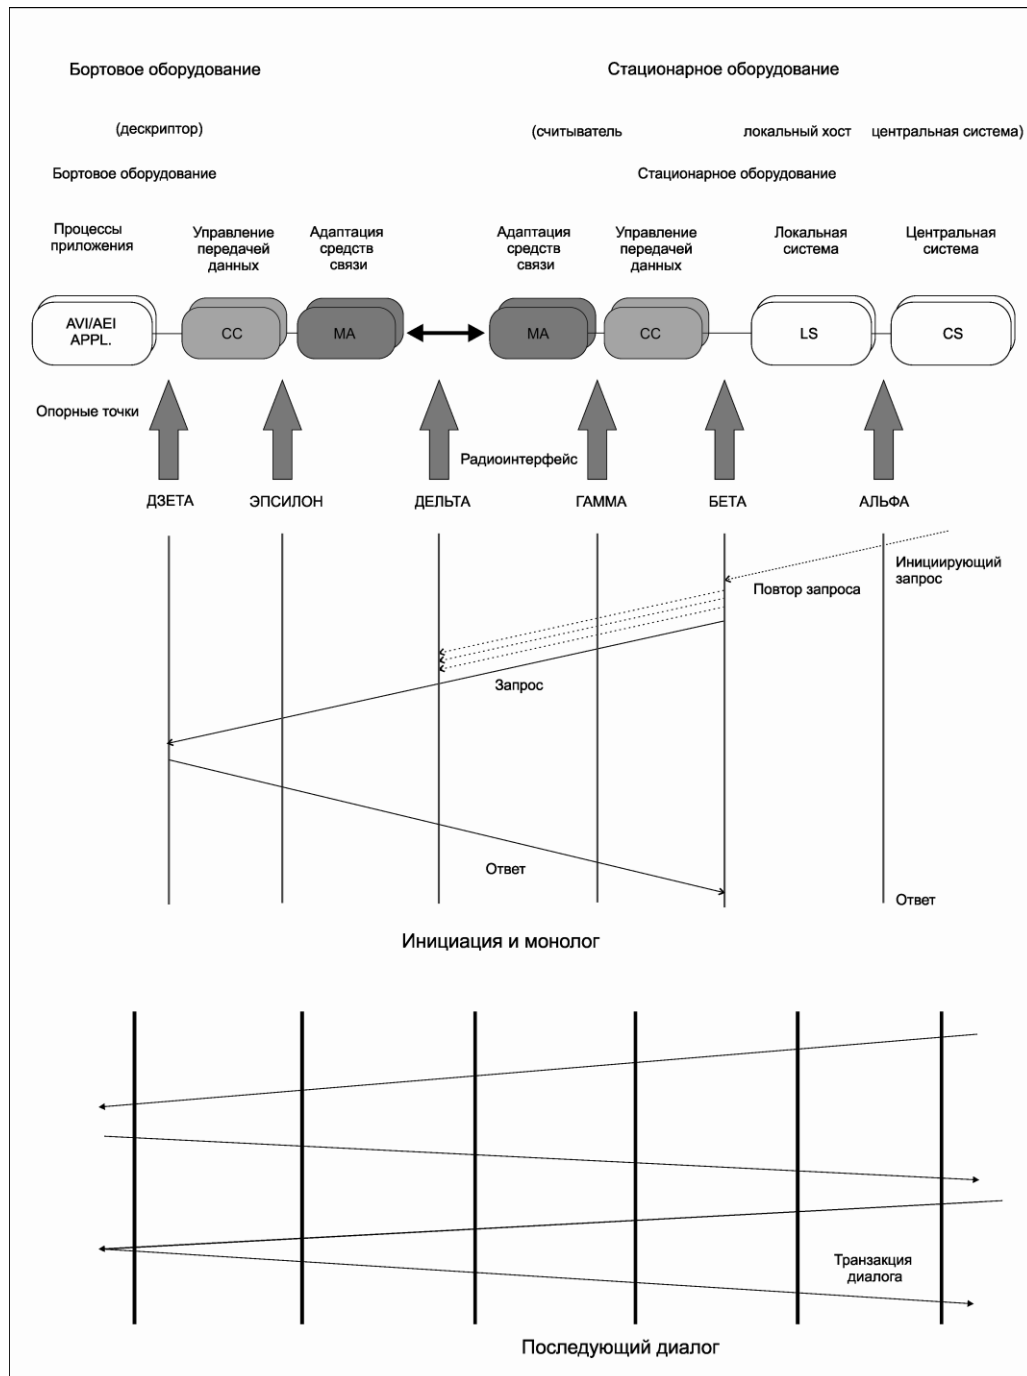 Бортовое оборудование
Стационарное оборудование
(дескриптор)
(считыватель
локальный хост
центральная система)
Бортовое оборудование
Стационарное оборудование
Процессы
приложения
Управление
передачей
данных
Адаптация
средств
связи
Адаптация
средств
связи
Управление
передачей
данных
Локальная
система
Центральная
система
AVI/AEI
APPL.
CC
MA
MA
CC
LS
CS
Опорные точки
Радиоинтерфейс
ДЗЕТА
ЭПСИЛОН
ДЕЛЬТА
ГАММА
БЕТА
АЛЬФА
Инициирующий
запрос
Повтор запроса
Запрос
Ответ
Ответ
Инициация и монолог
Транзакция
диалога
Последующий диалог